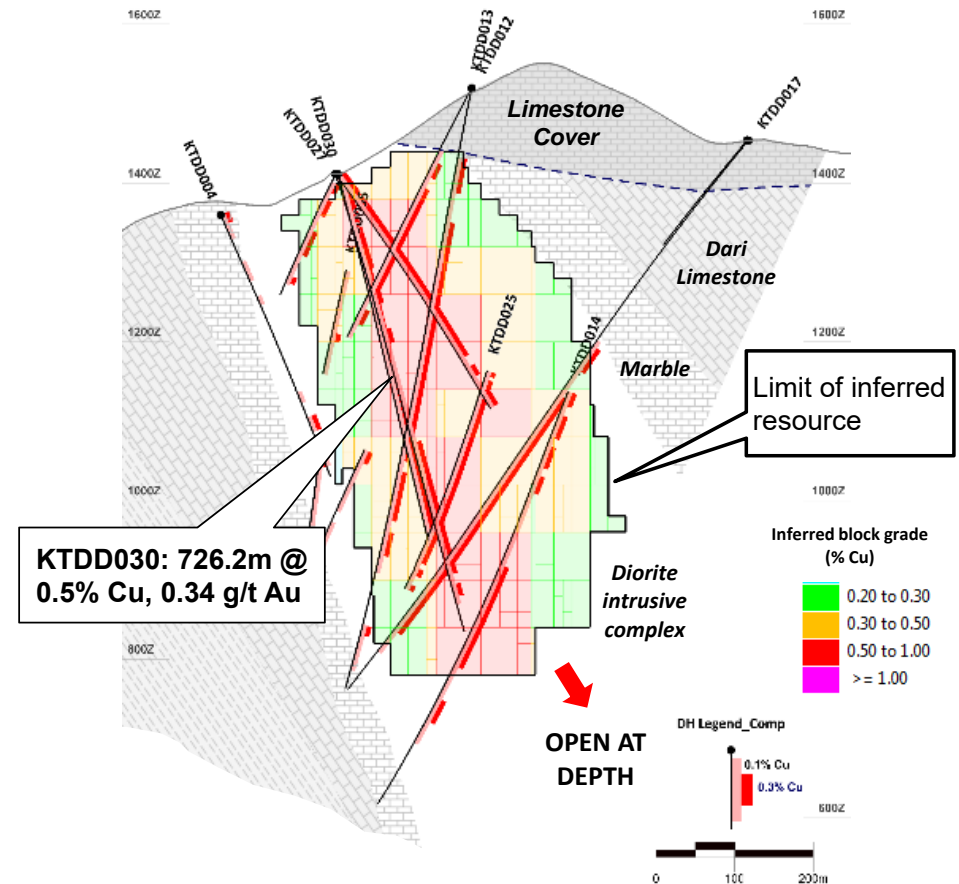 1600Z
1600Z
KTDD013
KTDD012
KTDD017
Limestone
Cover
KTDD030
KTDD027
KTDD004
1400Z
1400Z
Dari
Limestone
1200Z
1200Z
KTDD025
KTDD014
Marble
Limit of inferred
resource
1000Z
1000Z
KTDD030: 726.2m @
0.5% Cu, 0.34 g/t Au
Inferred block grade
(% Cu)
0.20 to 0.30
0.30 to 0.50
0.50 to 1.00
>= 1.00
Diorite
intrusive
complex
800Z
OPEN AT
DEPTH
DH Legend_Comp
0.1% Cu
0.3% Cu
600Z
0
100
200m